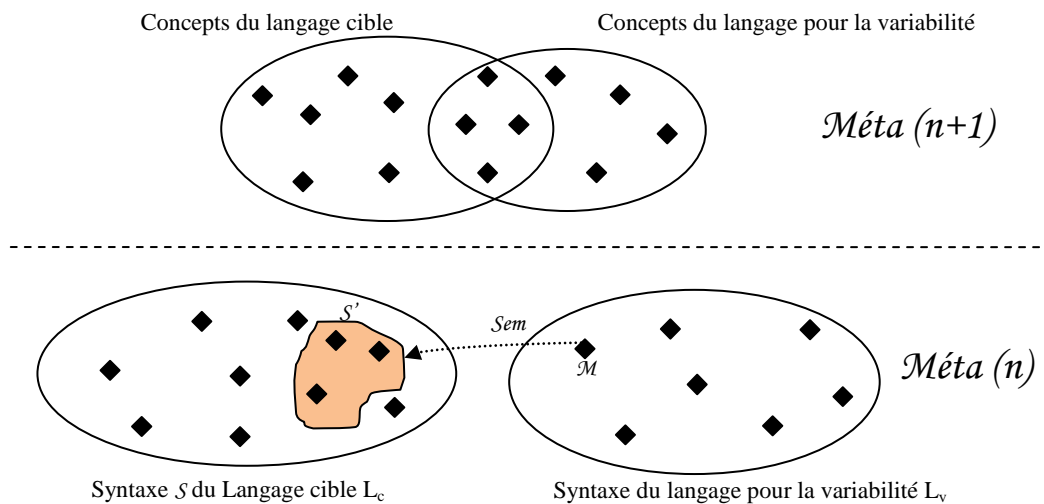 Concepts du langage cible
Concepts du langage pour la variabilité
Méta (n+1)
S'
Sem
M
Méta (n)
Syntaxe S du Langage cible Lc
Syntaxe du langage pour la variabilité Lv